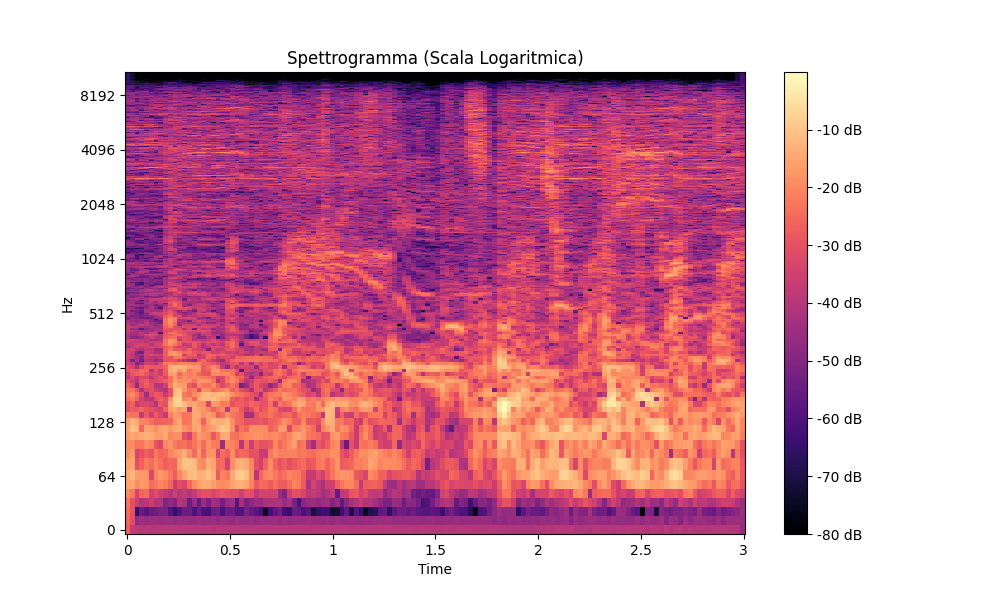 Spettrogramma (Scala Logaritmica)
8192
4096
2048
1024
512
256
128
64
0
Hz
0 0.5 1 1.5 2 2.5 3
Time
-10 dB
-20 dB
-30 dB
-40 dB
-50 dB
-60 dB
-70 dB
-80 dB